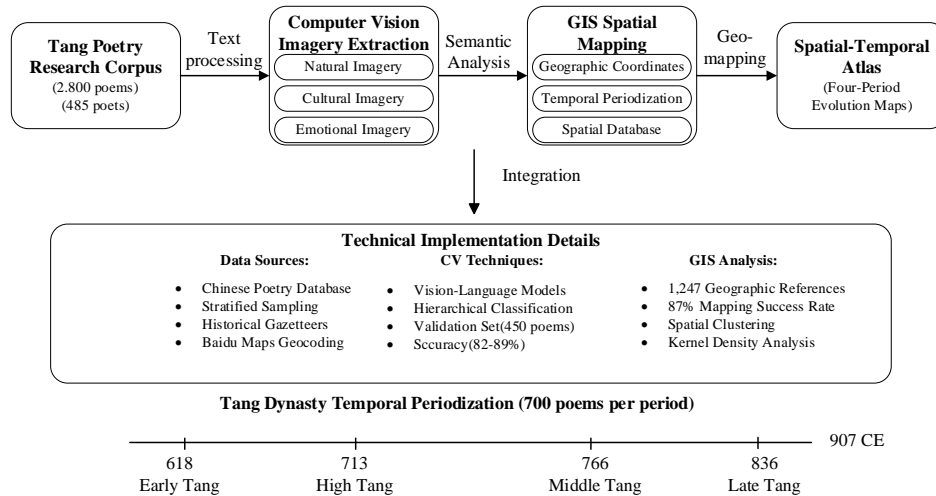 Tang Poetry
Research Corpus
(2.800 poems)
(485 poets)
Text
processing
Computer Vision
Imagery Extraction
Natural Imagery
Cultural Imagery
Emotional Imagery
Semantic
Analysis
GIS Spatial
Mapping
Geographic Coordinates
Temporal Periodization
Spatial Database
Geo-
mapping
Spatial-Temporal
Atlas
(Four-Period
Evolution Maps)
Integration
Technical Implementation Details
Data Sources:
• Chinese Poetry Database
• Stratified Sampling
• Historical Gazetteers
• Baidu Maps Geocoding
CV Techniques:
• Vision-Language Models
• Hierarchical Classification
• Validation Set(450 poems)
• Sccuracy(82-89%)
GIS Analysis:
• 1,247 Geographic References
• 87% Mapping Success Rate
• Spatial Clustering
• Kernel Density Analysis
Tang Dynasty Temporal Periodization (700 poems per period)
907 CE
618
Early Tang
713
High Tang
766
Middle Tang
836
Late Tang